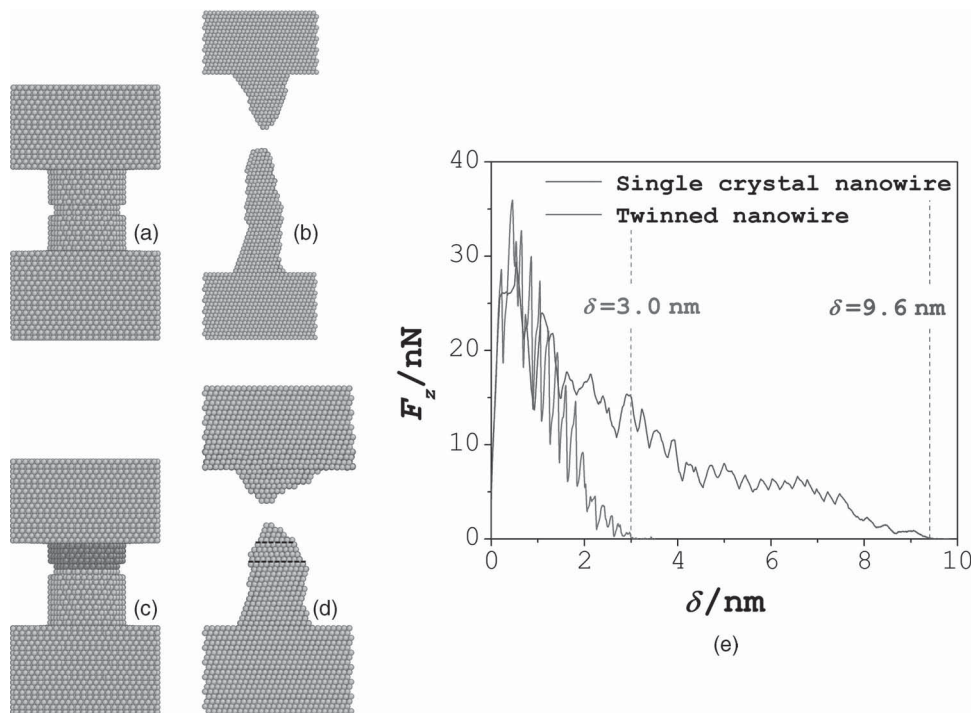 (a)
(b)
(c)
(d)
40
30
20
10
0
F_z/nN
Single crystal nanowire
Twinned nanowire
δ=3.0 nm
δ=9.6 nm
0 2 4 6 8 10
δ/nm
(e)